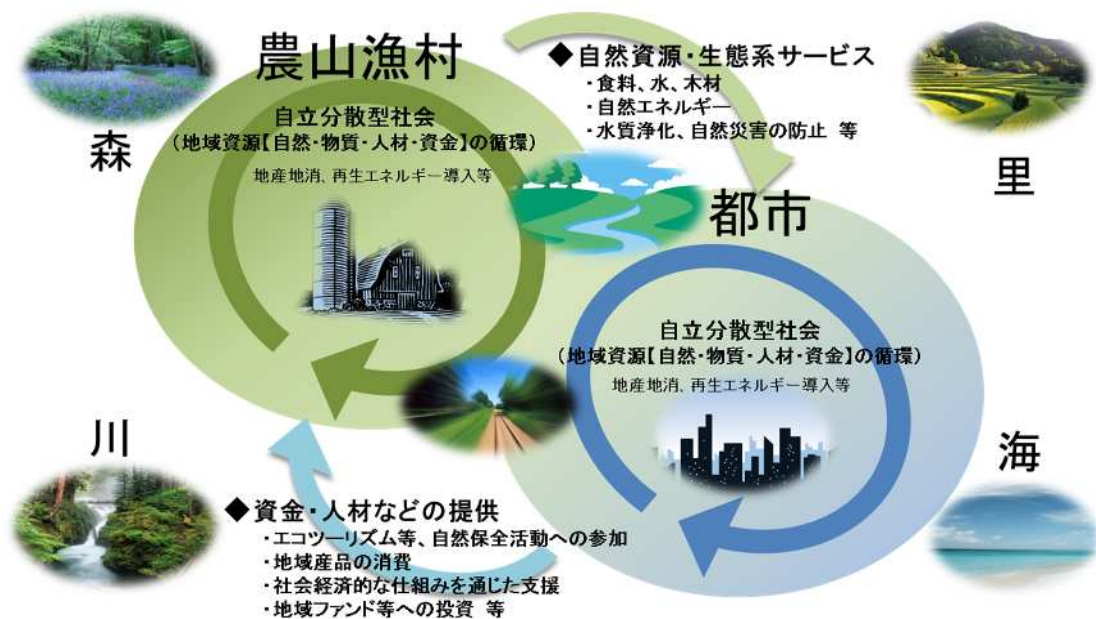 農山漁村
森
自立分散型社会
(地域資源【自然・物質・人材・資金】の循環)
地産地消、再生エネルギー導入等
◆自然資源・生態系サービス
・食料、水、木材
・自然エネルギー
・水質浄化、自然災害の防止 等
里
都市
自立分散型社会
(地域資源【自然・物質・人材・資金】の循環)
地産地消、再生エネルギー導入等
川
海
◆資金・人材などの提供
・エコツーリズム等、自然保全活動への参加
・地域産品の消費
・社会経済的な仕組みを通じた支援
・地域ファンド等への投資 等